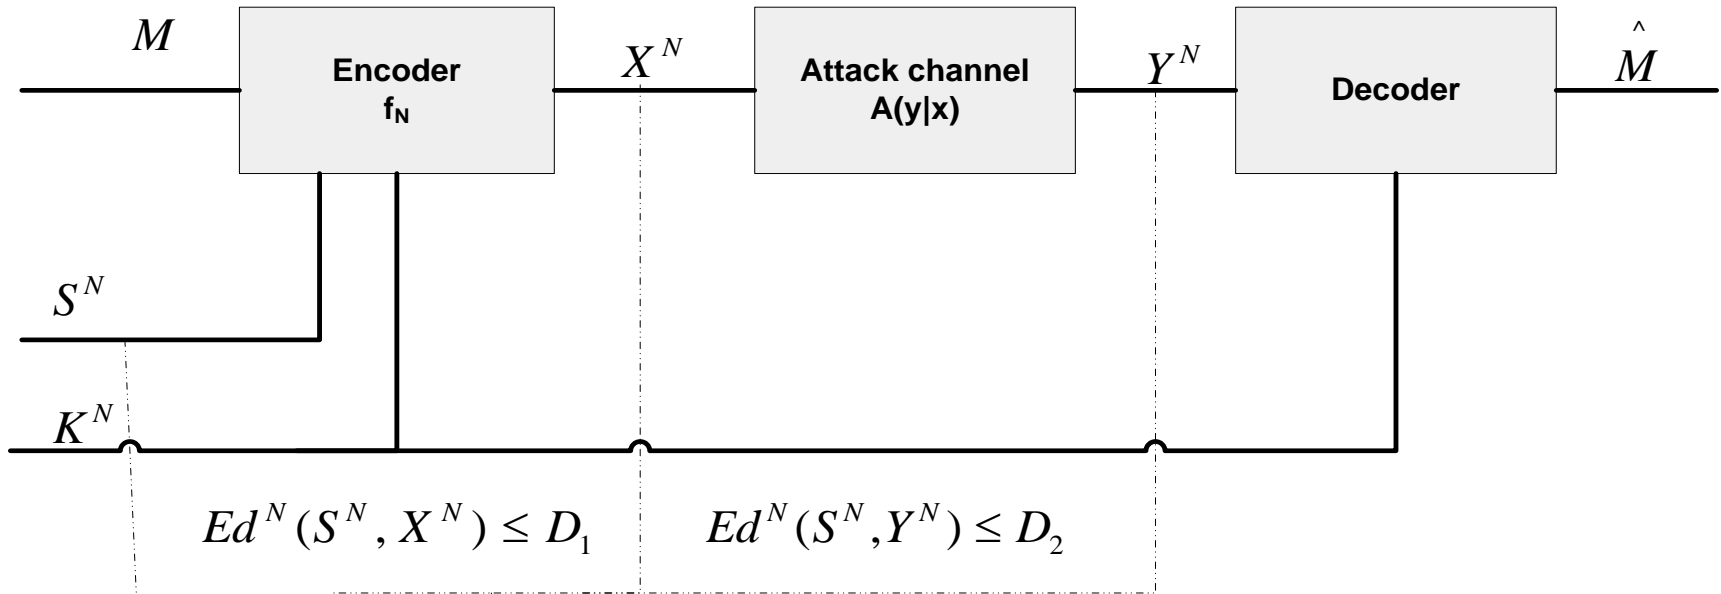 M
Encoder
f_N
X^N
Attack channel
A(y|x)
Y^N
Decoder
M̂
S^N
K^N
Ed^N(S^N, X^N) ≤ D_1
Ed^N(S^N, Y^N) ≤ D_2